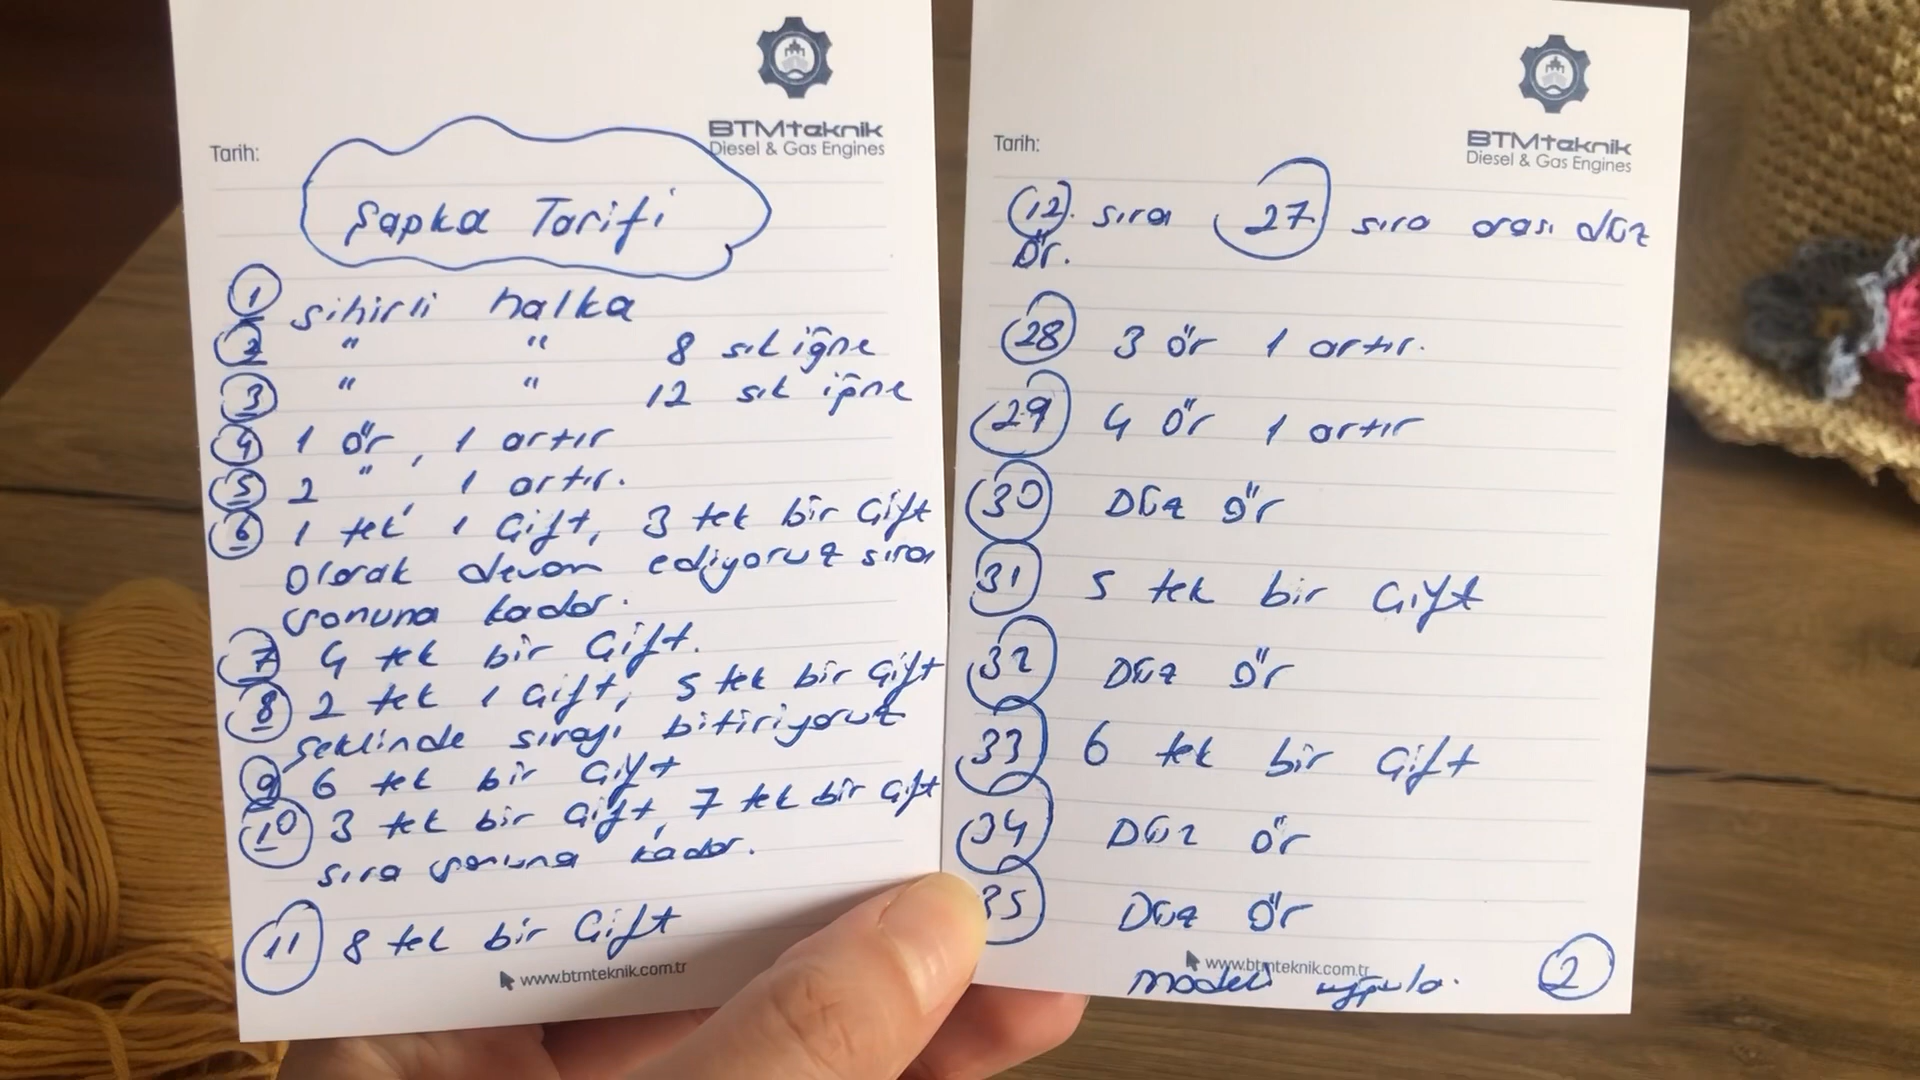 BTMteknik
Diesel & Gas Engines
Tarih:
Şapka Tarifi
1 sihirli halka
2 " " 8 sık iğne
3 " " 12 sık iğne
4 1 ör, 1 artır
5 2 ", 1 artır.
6 1 tek 1 Çift, 3 tek bir Çift
olarak devam ediyoruz sıra
sonuna kadar.
7 4 tek bir Çift.
8 2 tek 1 Çift, 5 tek bir Çift
şeklinde sırayı bitiriyoruz
9 6 tek bir Çift
10 3 tek bir Çift, 7 tek bir Çift
sıra sonuna kadar.
11 8 tek bir Çift
www.btmteknik.com.tr
BTMteknik
Diesel & Gas Engines
Tarih:
12. sıra 27 sıra arası düz
ör.
28 3 ör 1 artır.
29 4 ör 1 artır
30 Düz ör
31 5 tek bir Çift
32 Düz ör
33 6 tek bir Çift
34 Düz ör
35 Düz ör
www.btmteknik.com.tr
modeli uygula. 2